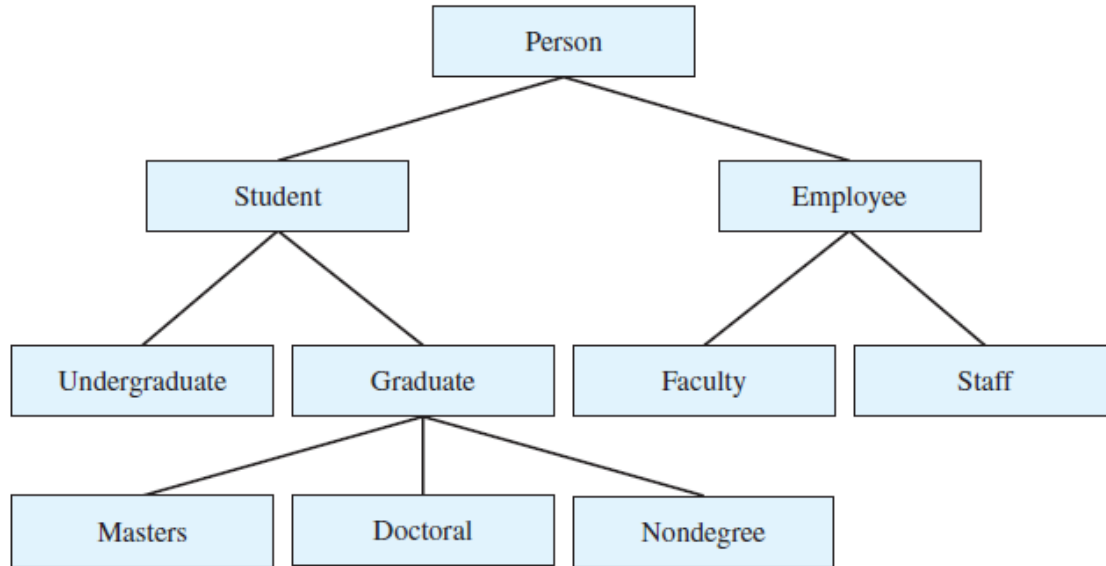 Person
Student
Employee
Undergraduate
Graduate
Faculty
Staff
Masters
Doctoral
Nondegree